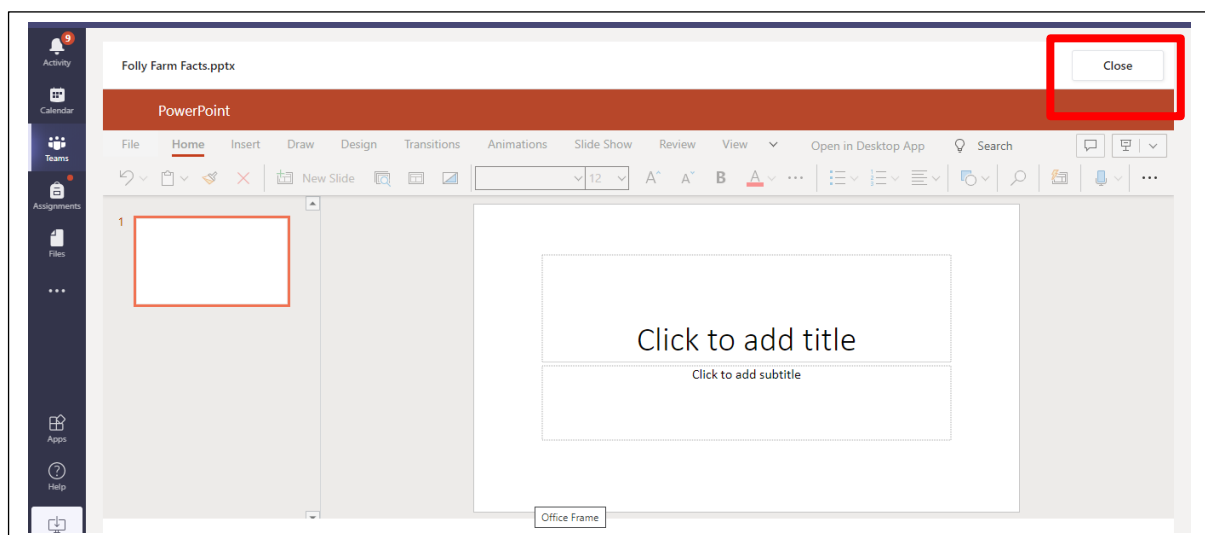 9
Activity
Folly Farm Facts.pptx
Close
Calendar
PowerPoint
Teams
File Home Insert Draw Design Transitions Animations Slide Show Review View Open in Desktop App Search
New Slide 12 A^ Aˇ B A ...
Assignments
1
Files
...
Click to add title
Click to add subtitle
Apps
Help
Office Frame